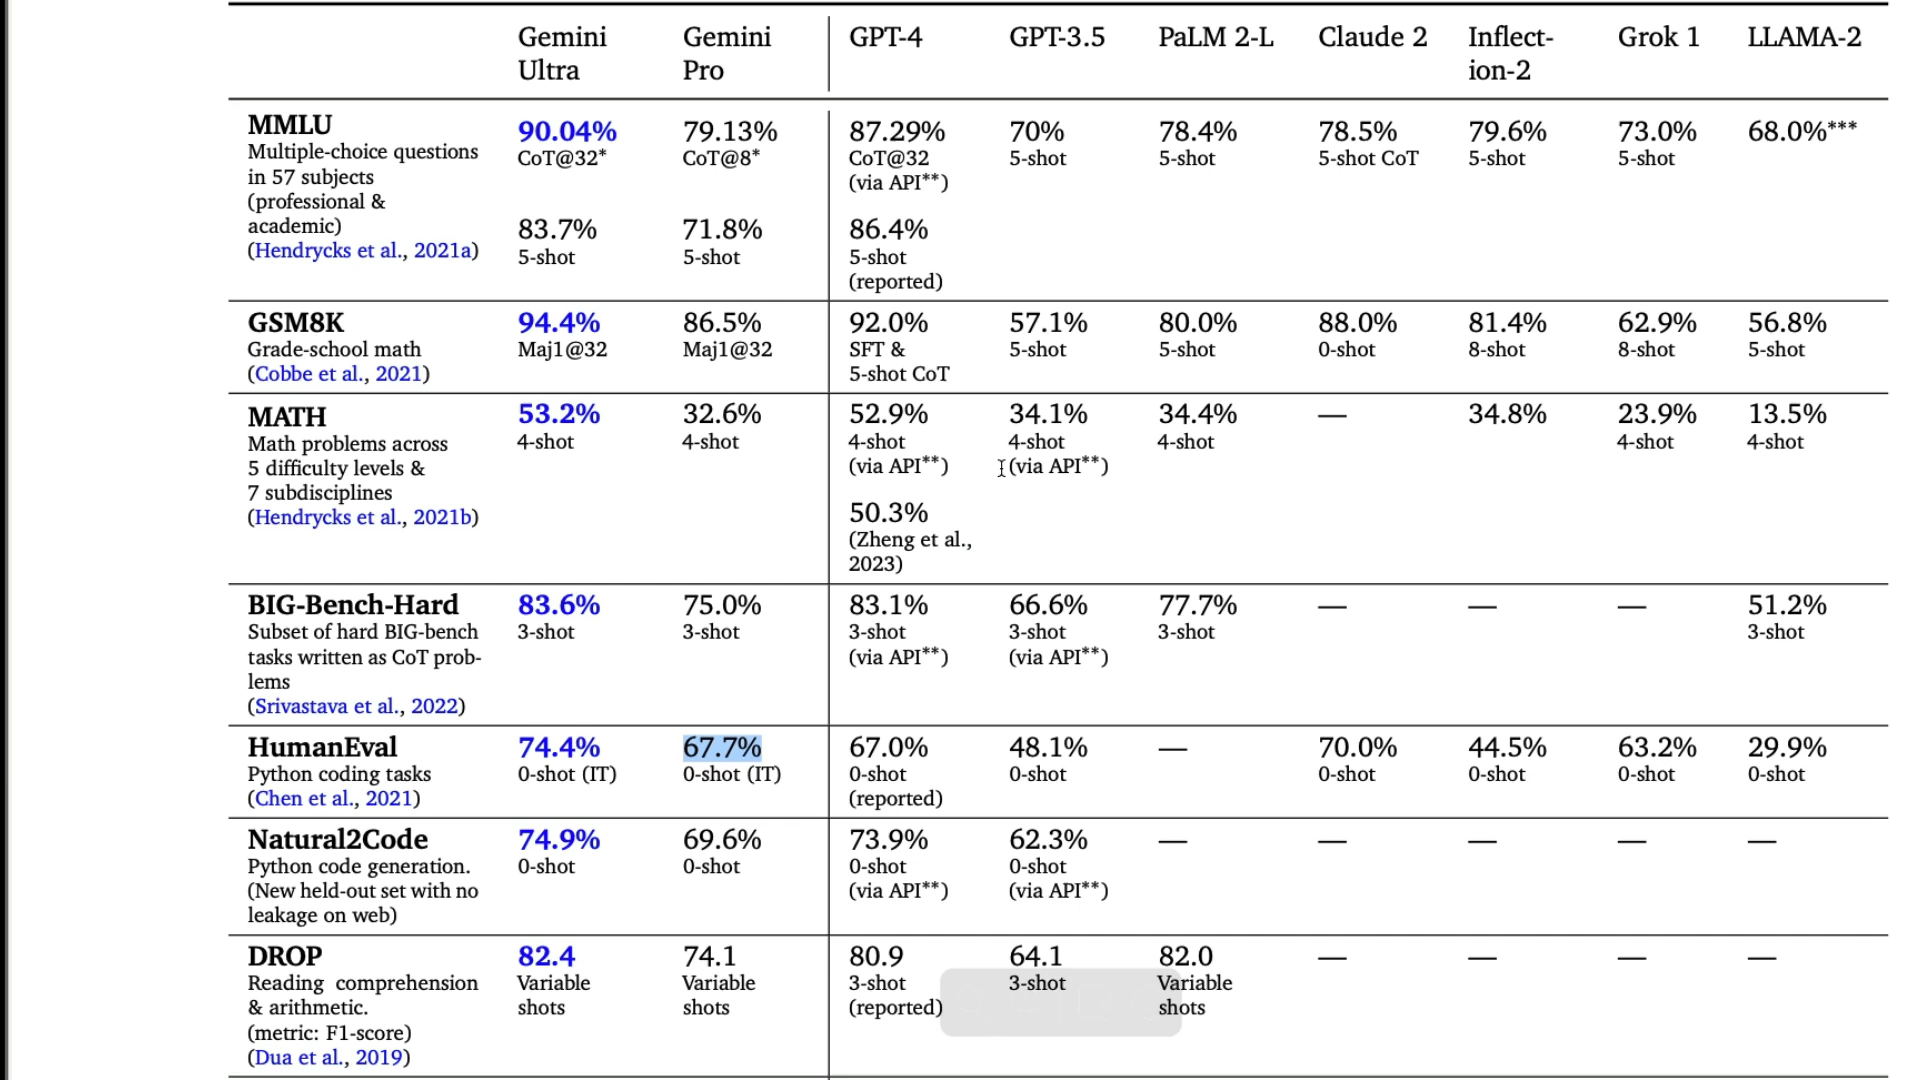 Gemini Ultra Gemini Pro GPT-4 GPT-3.5 PaLM 2-L Claude 2 Inflect-ion-2 Grok 1 LLAMA-2
MMLU
Multiple-choice questions
in 57 subjects
(professional &
academic)
(Hendrycks et al., 2021a)
90.04%
CoT@32*
83.7%
5-shot
79.13%
CoT@8*
71.8%
5-shot
87.29%
CoT@32
(via API**)
86.4%
5-shot
(reported)
70%
5-shot
78.4%
5-shot
78.5%
5-shot CoT
79.6%
5-shot
73.0%
5-shot
68.0%***
GSM8K
Grade-school math
(Cobbe et al., 2021)
94.4%
Maj1@32
86.5%
Maj1@32
92.0%
SFT &
5-shot CoT
57.1%
5-shot
80.0%
5-shot
88.0%
0-shot
81.4%
8-shot
62.9%
8-shot
56.8%
5-shot
MATH
Math problems across
5 difficulty levels &
7 subdisciplines
(Hendrycks et al., 2021b)
53.2%
4-shot
32.6%
4-shot
52.9%
4-shot
(via API**)
50.3%
(Zheng et al.,
2023)
34.1%
4-shot
(via API**)
34.4%
4-shot
—
34.8%
23.9%
4-shot
13.5%
4-shot
BIG-Bench-Hard
Subset of hard BIG-bench
tasks written as CoT prob-
lems
(Srivastava et al., 2022)
83.6%
3-shot
75.0%
3-shot
83.1%
3-shot
(via API**)
66.6%
3-shot
(via API**)
77.7%
3-shot
—
—
—
51.2%
3-shot
HumanEval
Python coding tasks
(Chen et al., 2021)
74.4%
0-shot (IT)
67.7%
0-shot (IT)
67.0%
0-shot
(reported)
48.1%
0-shot
—
70.0%
0-shot
44.5%
0-shot
63.2%
0-shot
29.9%
0-shot
Natural2Code
Python code generation.
(New held-out set with no
leakage on web)
74.9%
0-shot
69.6%
0-shot
73.9%
0-shot
(via API**)
62.3%
0-shot
(via API**)
—
—
—
—
—
DROP
Reading comprehension
& arithmetic.
(metric: F1-score)
(Dua et al., 2019)
82.4
Variable
shots
74.1
Variable
shots
80.9
3-shot
(reported)
64.1
3-shot
82.0
Variable
shots
—
—
—
—